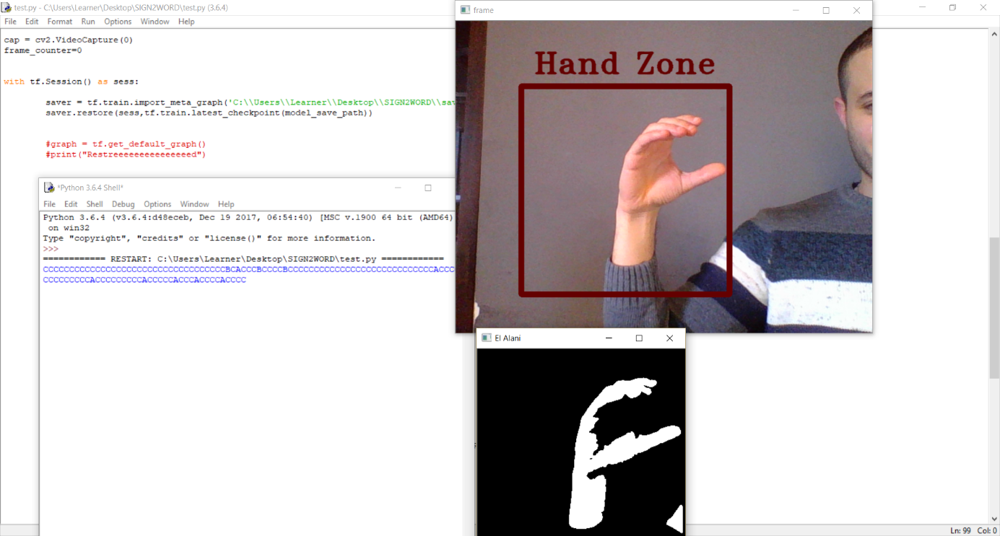 test.py - C:\Users\Learner\Desktop\SIGN2WORD\test.py (3.6.4)
File Edit Format Run Options Window Help
cap = cv2.VideoCapture(0)
frame_counter=0
with tf.Session() as sess:
saver = tf.train.import_meta_graph('C:\\Users\\Learner\\Desktop\\SIGN2WORD\\sav
saver.restore(sess,tf.train.latest_checkpoint(model_save_path))
#graph = tf.get_default_graph()
#print("Restreeeeeeeeeeeeeeed")
*Python 3.6.4 Shell*
File Edit Shell Debug Options Window Help
Python 3.6.4 (v3.6.4:d48eceb, Dec 19 2017, 06:54:40) [MSC v.1900 64 bit (AMD64)
on win32
Type "copyright", "credits" or "license()" for more information.
>>>
============ RESTART: C:\Users\Learner\Desktop\SIGN2WORD\test.py ============
CCCCCCCCCCCCCCCCCCCCCCCCCCCCCCCCCCCBCACCCBCCCCBCCCCCCCCCCCCCCCCCCCCCCCCCCCCACCC
CCCCCCCCCACCCCCCCCCACCCCCACCCACCCCACCCC
frame
Hand Zone
El Alani
Ln: 99 Col: 0